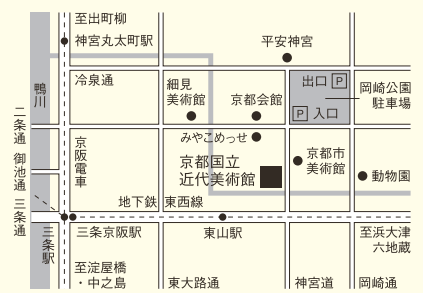 至出町柳
神宮丸太町駅
平安神宮
鴨川
冷泉通
細見
美術館
京都会館
出口 P
P 入口
岡崎公園
駐車場
二条通
御池通
三条通
京阪電車
みやこめっせ
京都国立
近代美術館
京都市
美術館
動物園
地下鉄 東西線
三条駅
三条京阪駅
東山駅
至浜大津
六地蔵
至淀屋橋
・中之島
東大路通
神宮道
岡崎通